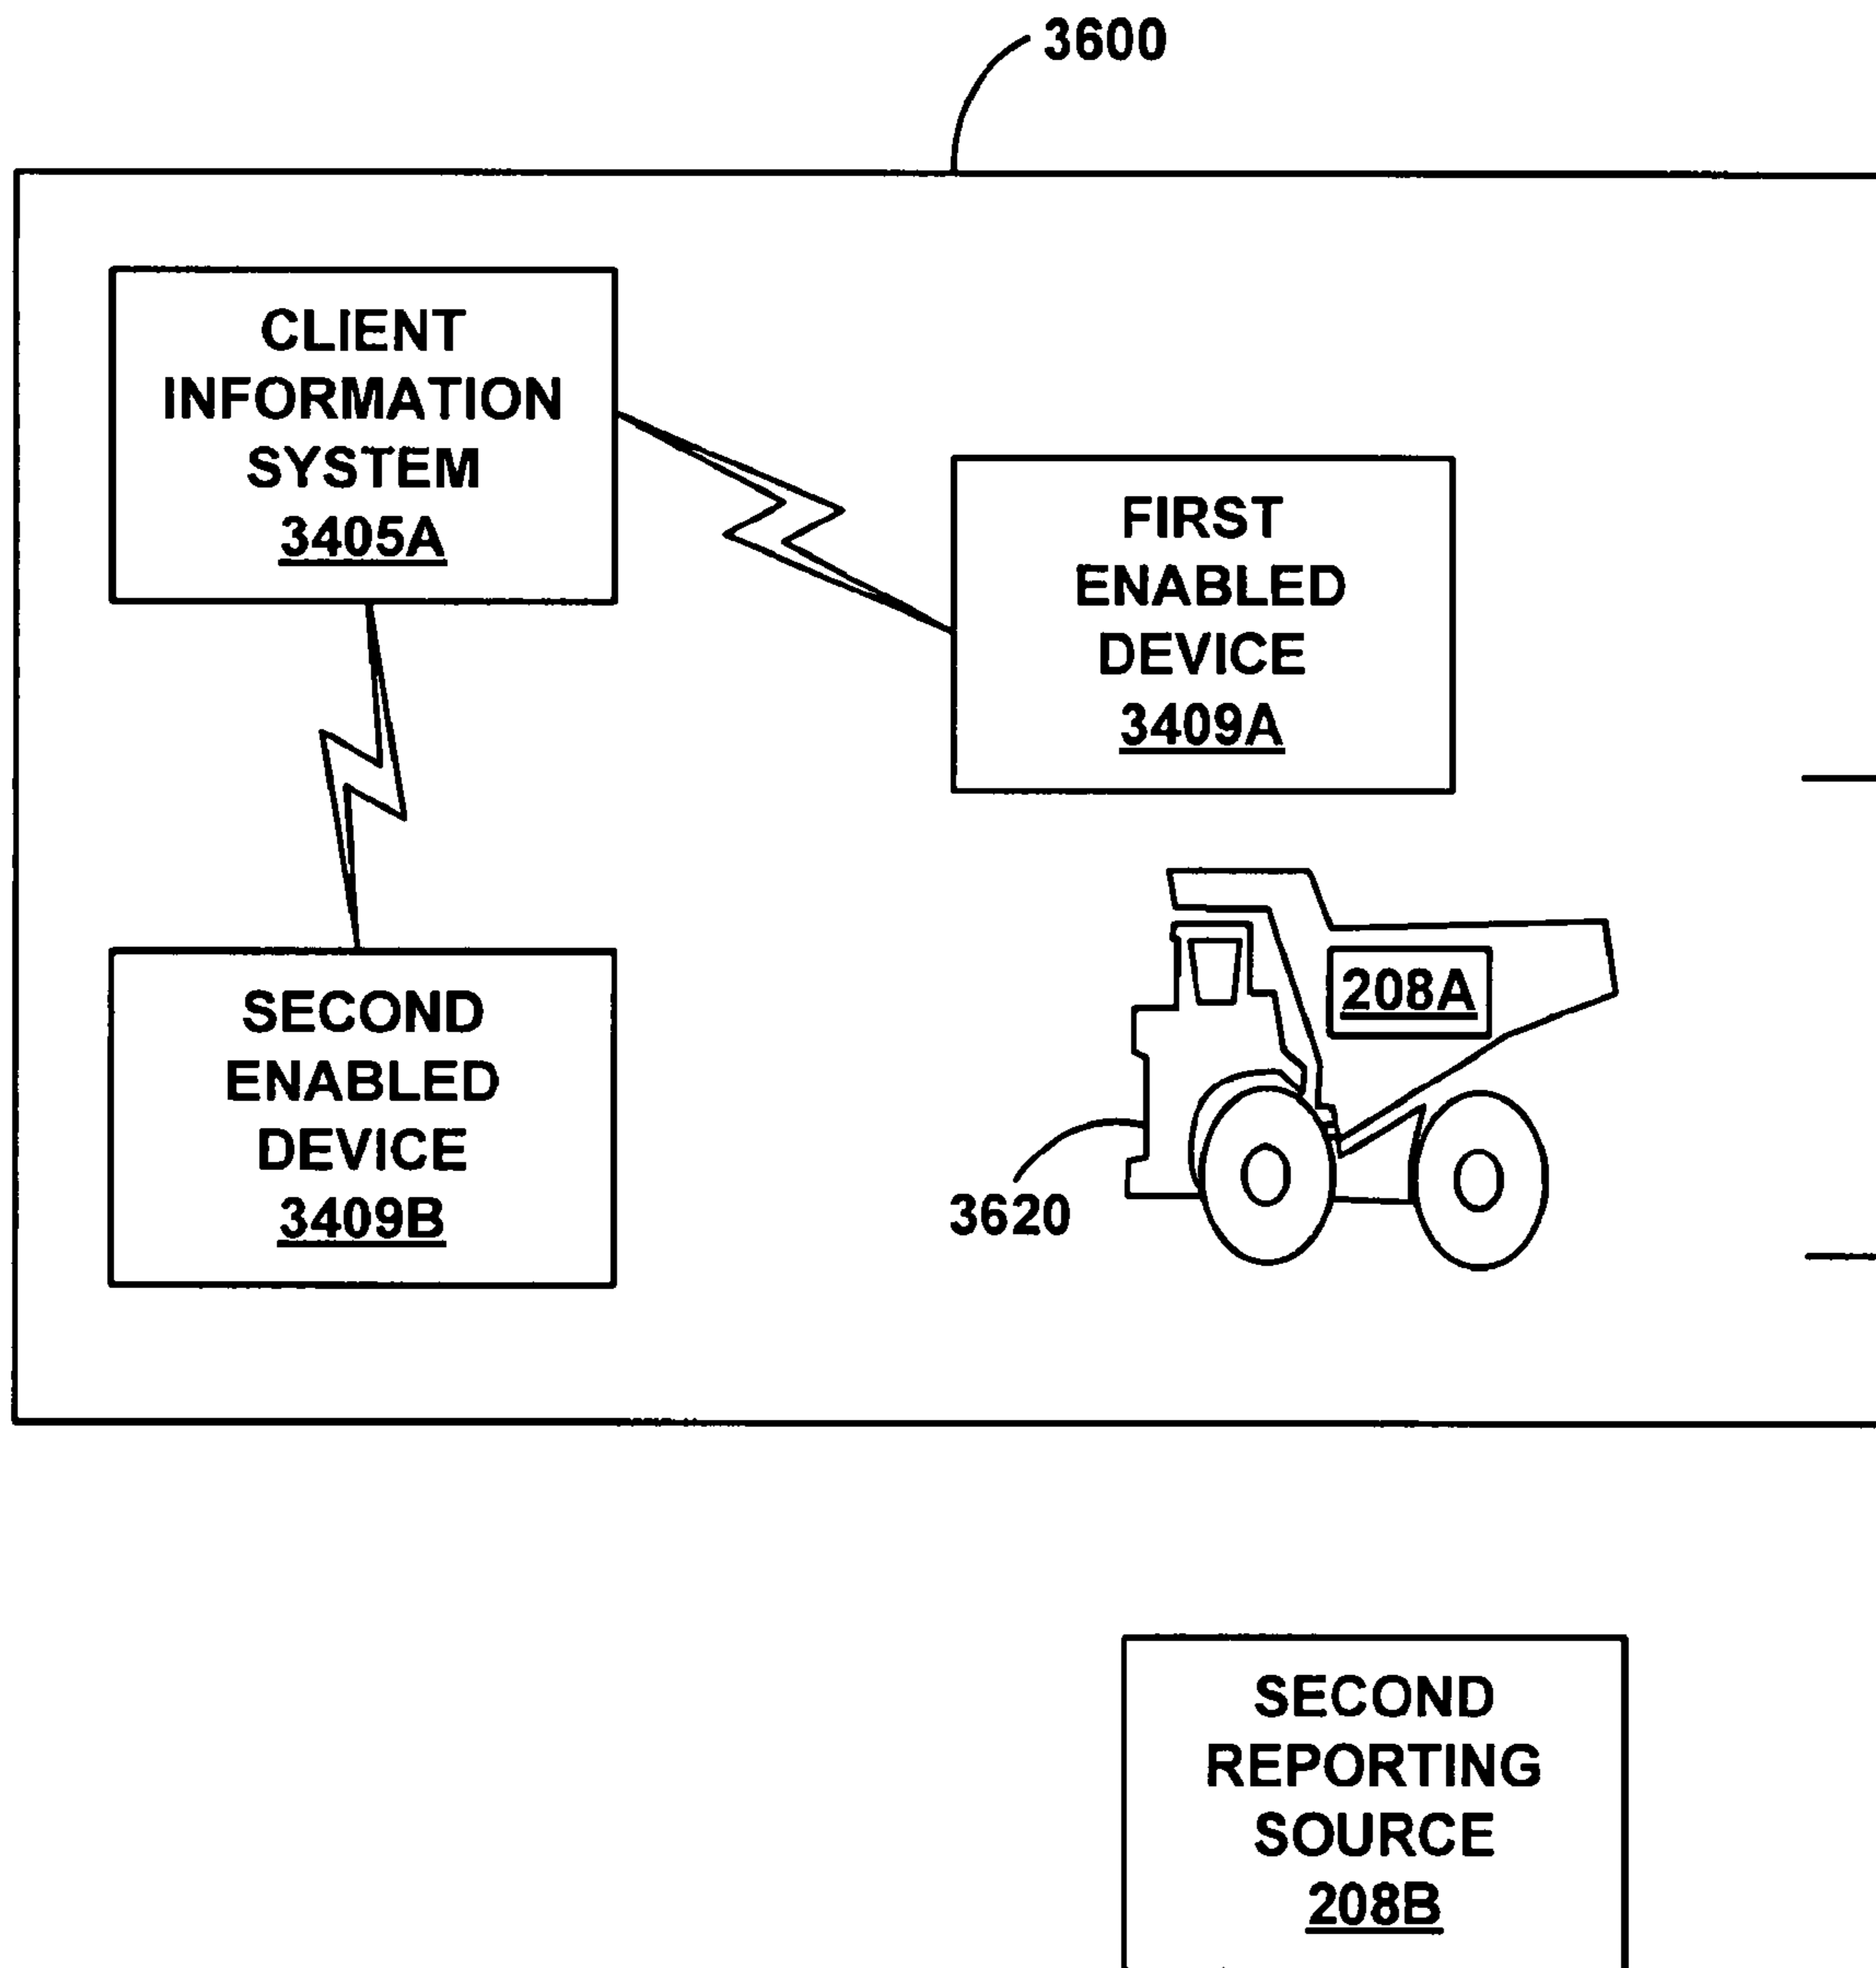 3600
CLIENT
INFORMATION
SYSTEM
3405A
FIRST
ENABLED
DEVICE
3409A
208A
SECOND
ENABLED
DEVICE
3409B
3620
SECOND
REPORTING
SOURCE
208B